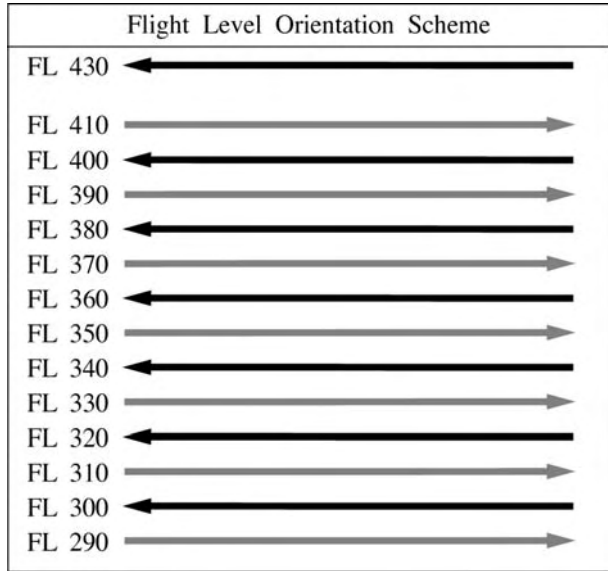 Flight Level Orientation Scheme
FL 430
FL 410
FL 400
FL 390
FL 380
FL 370
FL 360
FL 350
FL 340
FL 330
FL 320
FL 310
FL 300
FL 290